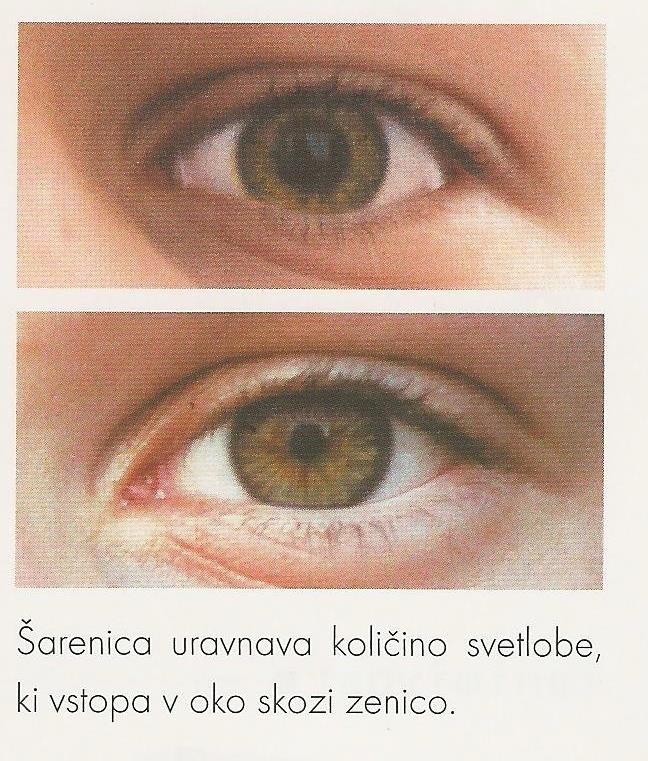 Šarenica uravnava količino svetlobe,
ki vstopa v oko skozi zenico.